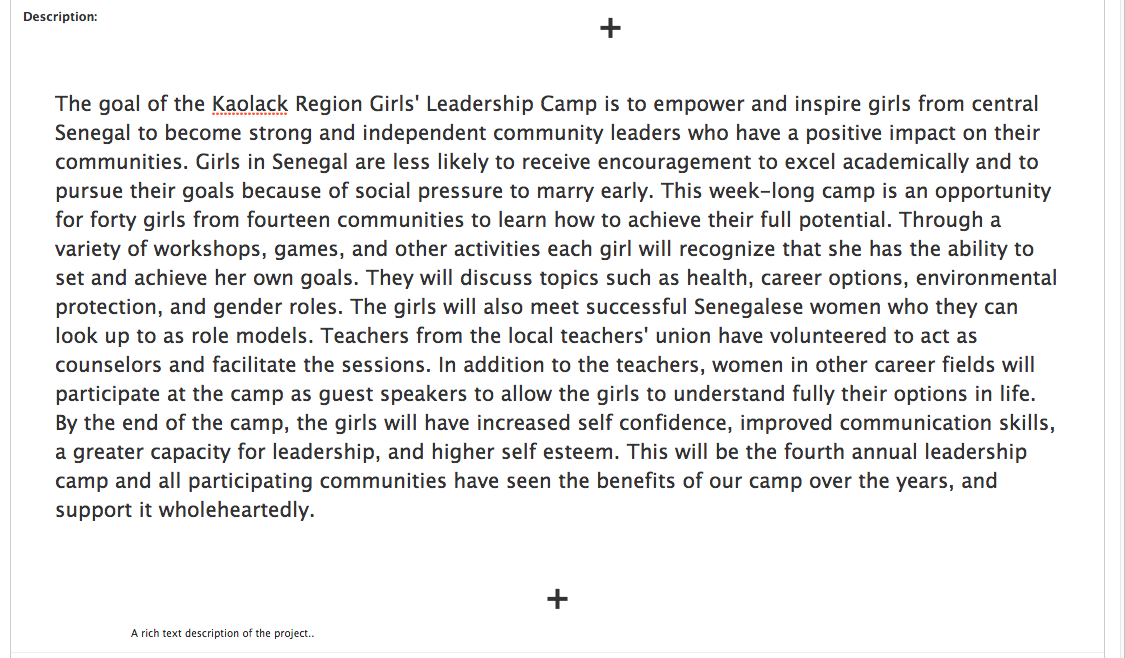 Description:
+
The goal of the Kaolack Region Girls' Leadership Camp is to empower and inspire girls from central
Senegal to become strong and independent community leaders who have a positive impact on their
communities. Girls in Senegal are less likely to receive encouragement to excel academically and to
pursue their goals because of social pressure to marry early. This week-long camp is an opportunity
for forty girls from fourteen communities to learn how to achieve their full potential. Through a
variety of workshops, games, and other activities each girl will recognize that she has the ability to
set and achieve her own goals. They will discuss topics such as health, career options, environmental
protection, and gender roles. The girls will also meet successful Senegalese women who they can
look up to as role models. Teachers from the local teachers' union have volunteered to act as
counselors and facilitate the sessions. In addition to the teachers, women in other career fields will
participate at the camp as guest speakers to allow the girls to understand fully their options in life.
By the end of the camp, the girls will have increased self confidence, improved communication skills,
a greater capacity for leadership, and higher self esteem. This will be the fourth annual leadership
camp and all participating communities have seen the benefits of our camp over the years, and
support it wholeheartedly.
+
A rich text description of the project..